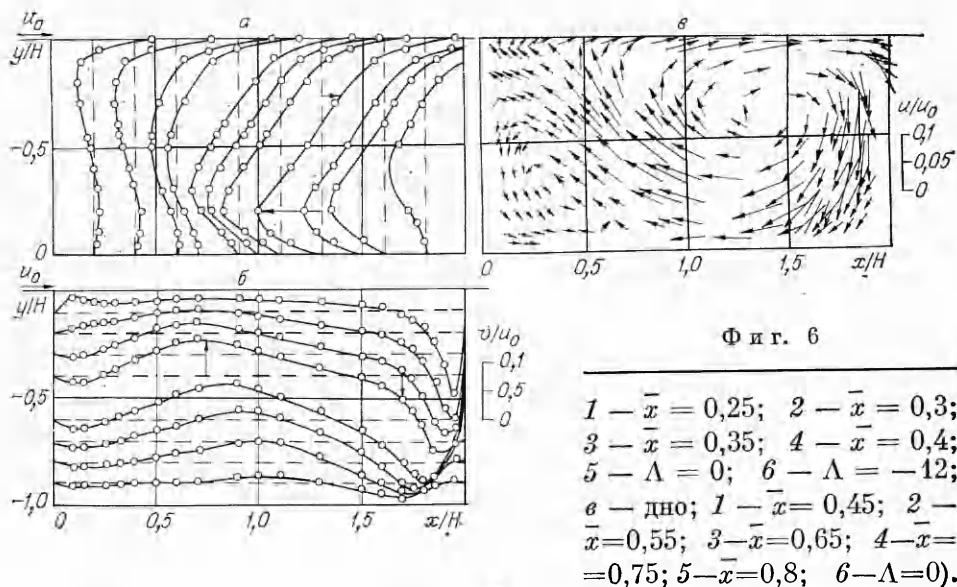 u₀ а в
y/H
-0,5
0
u/u₀
0,1
0,05
0
0 0,5 1,0 1,5 x/H
u₀ б
y/H
-0,5
-1,0
v/u₀
0,1
0,5
0
0 0,5 1,0 1,5 x/H
Фиг. 6
1 — x̄ = 0,25; 2 — x̄ = 0,3;
3 — x̄ = 0,35; 4 — x̄ = 0,4;
5 — Λ = 0; 6 — Λ = −12;
в — дно; 1 — x̄ = 0,45; 2 —
x̄=0,55; 3—x̄=0,65; 4—x̄=
=0,75; 5—x̄=0,8; 6—Λ=0).